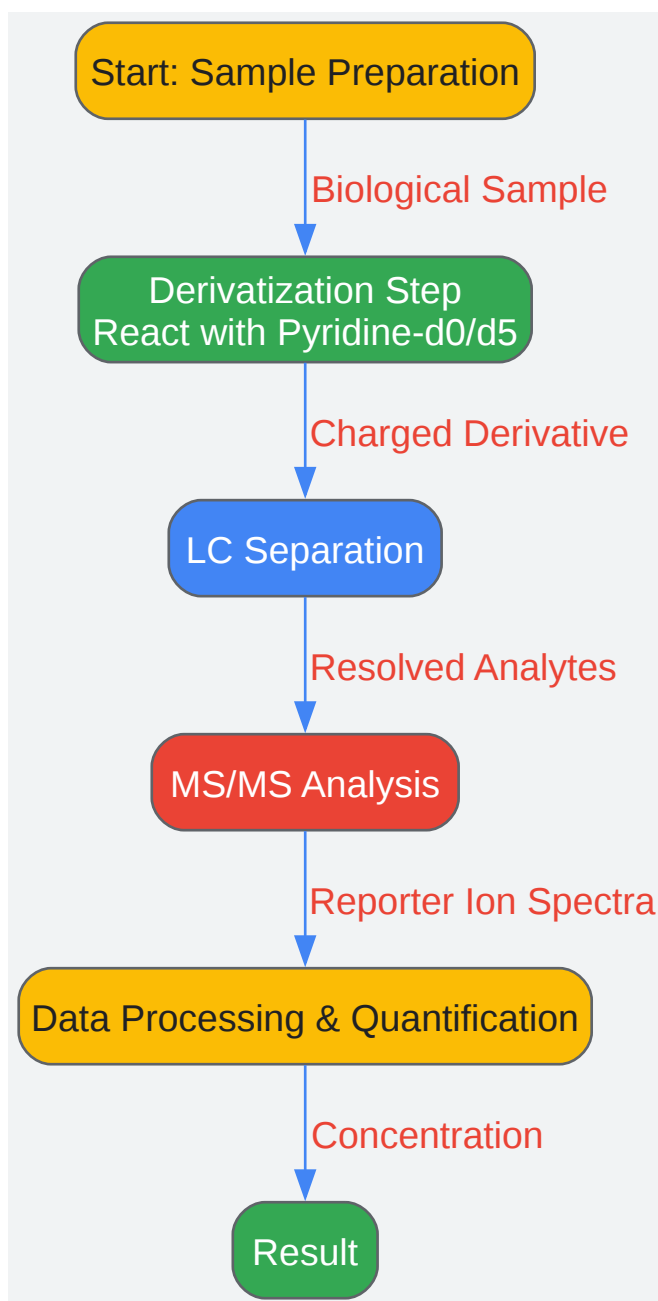 Start: Sample Preparation
Biological Sample
Derivatization Step
React with Pyridine-d0/d5
Charged Derivative
LC Separation
Resolved Analytes
MS/MS Analysis
Reporter Ion Spectra
Data Processing & Quantification
Concentration
Result